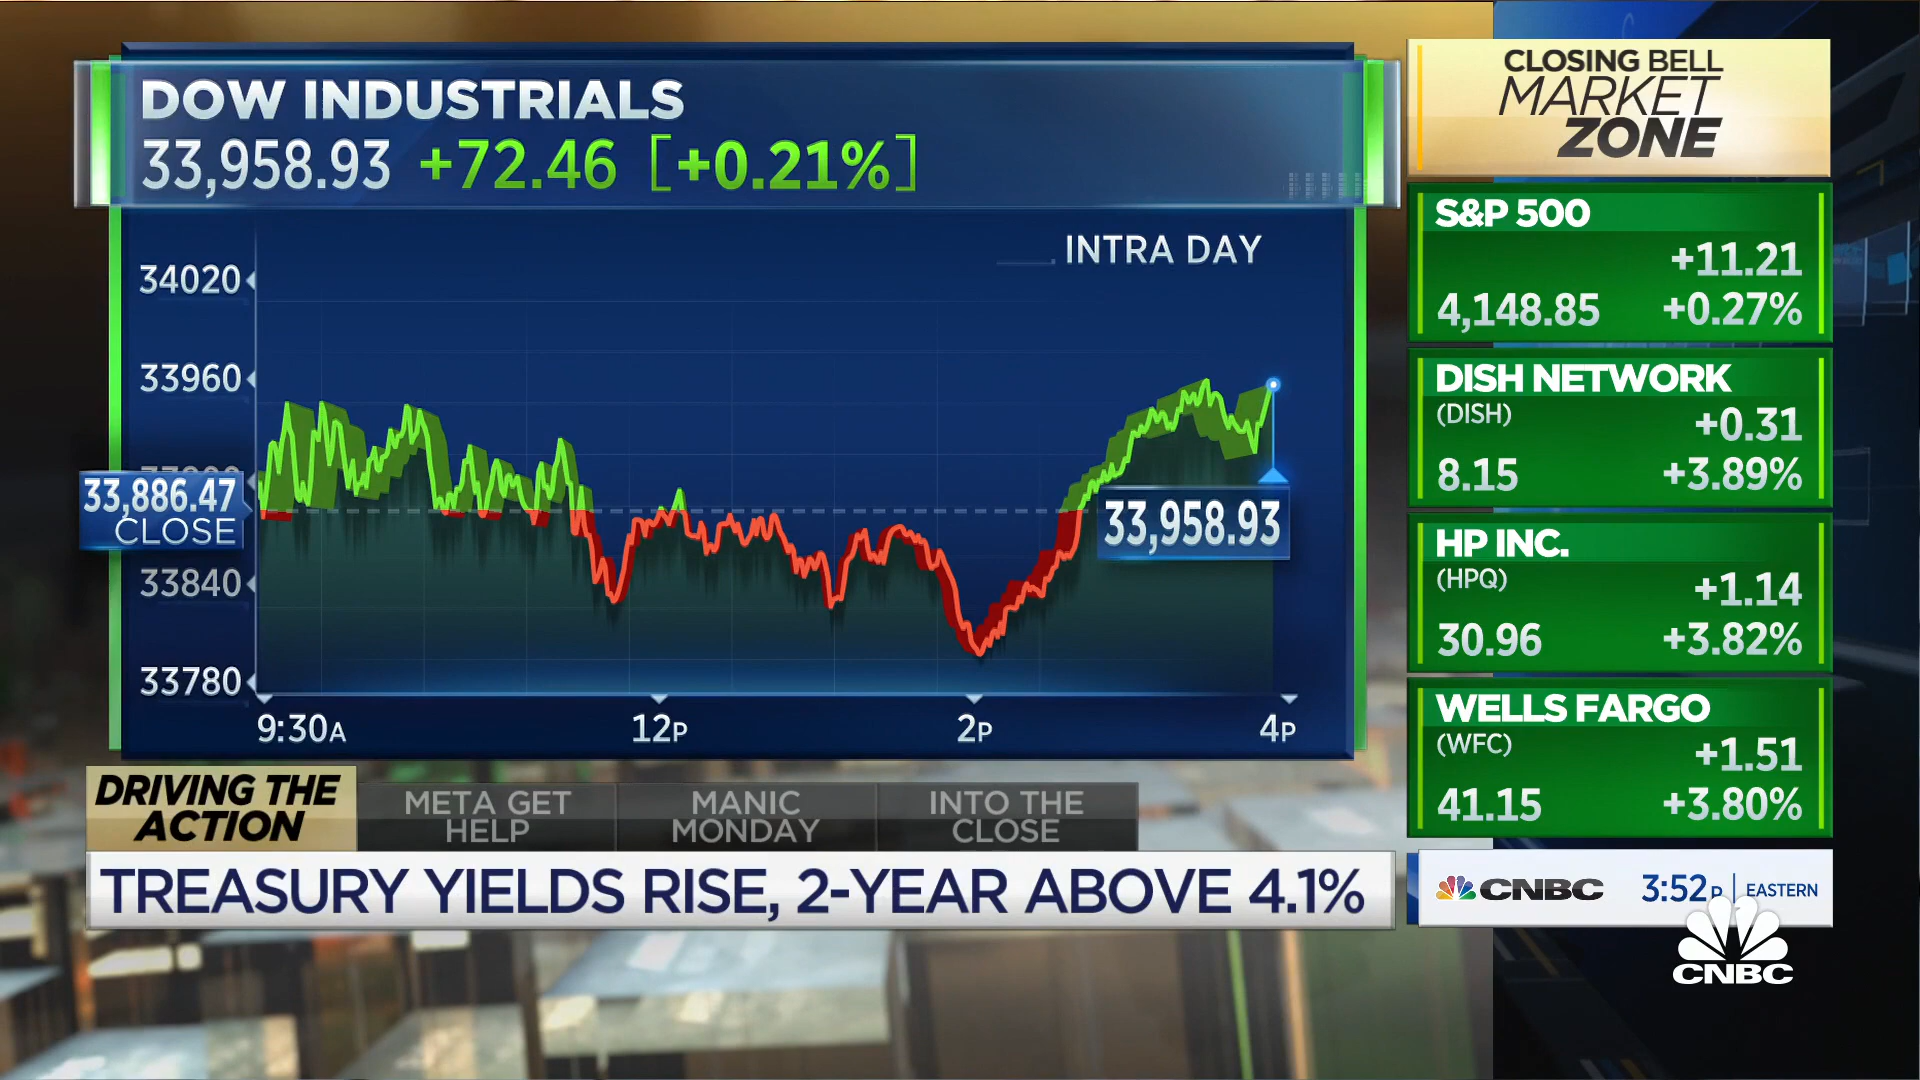 DOW INDUSTRIALS
33,958.93 +72.46 [+0.21%]
INTRA DAY
34020
33960
33,886.47
CLOSE
33840
33780
33,958.93
9:30A 12P 2P 4P
DRIVING THE
ACTION
META GET
HELP
MANIC
MONDAY
INTO THE
CLOSE
TREASURY YIELDS RISE, 2-YEAR ABOVE 4.1%
CLOSING BELL
MARKET
ZONE
S&P 500
+11.21
4,148.85 +0.27%
DISH NETWORK
(DISH)
+0.31
8.15 +3.89%
HP INC.
(HPQ)
+1.14
30.96 +3.82%
WELLS FARGO
(WFC)
+1.51
41.15 +3.80%
CNBC 3:52P EASTERN
CNBC